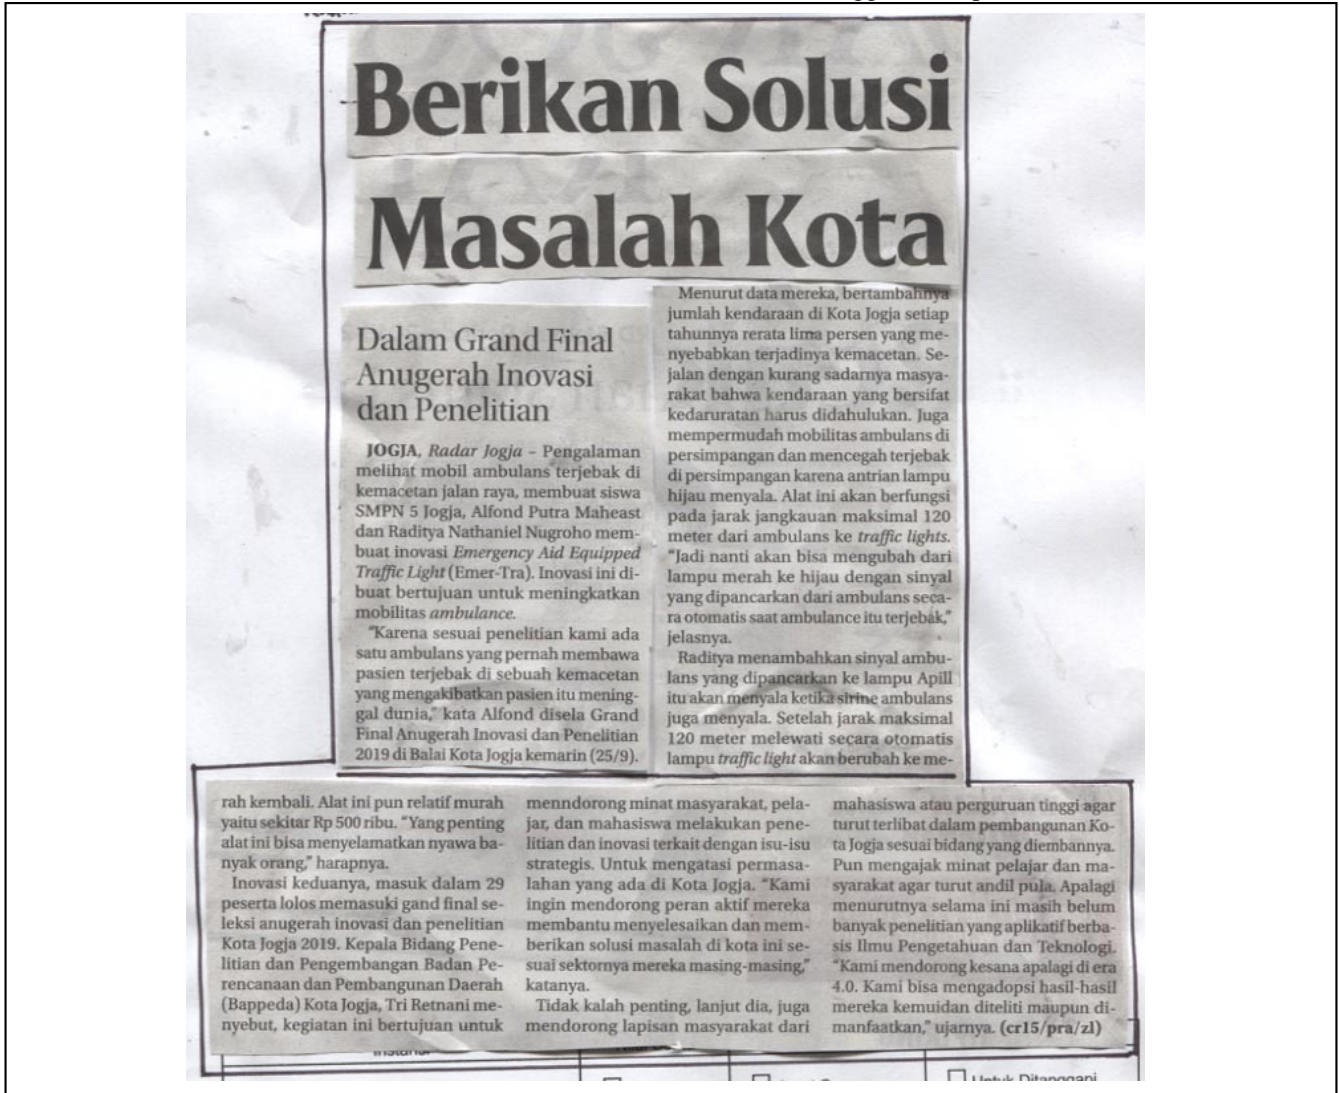 Berikan Solusi
Masalah Kota
Dalam Grand Final
Anugerah Inovasi
dan Penelitian
JOGJA, Radar Jogja – Pengalaman
melihat mobil ambulans terjebak di
kemacetan jalan raya, membuat siswa
SMPN 5 Jogja, Alfond Putra Maheast
dan Raditya Nathaniel Nugroho mem-
buat inovasi Emergency Aid Equipped
Traffic Light (Emer-Tra). Inovasi ini di-
buat bertujuan untuk meningkatkan
mobilitas ambulance.
"Karena sesuai penelitian kami ada
satu ambulans yang pernah membawa
pasien terjebak di sebuah kemacetan
yang mengakibatkan pasien itu mening-
gal dunia," kata Alfond disela Grand
Final Anugerah Inovasi dan Penelitian
2019 di Balai Kota Jogja kemarin (25/9).
Menurut data mereka, bertambahnya
jumlah kendaraan di Kota Jogja setiap
tahunnya rerata lima persen yang me-
nyebabkan terjadinya kemacetan. Se-
jalan dengan kurang sadarnya masya-
rakat bahwa kendaraan yang bersifat
kedaruratan harus didahulukan. Juga
mempermudah mobilitas ambulans di
persimpangan dan mencegah terjebak
di persimpangan karena antrian lampu
hijau menyala. Alat ini akan berfungsi
pada jarak jangkauan maksimal 120
meter dari ambulans ke traffic lights.
"Jadi nanti akan bisa mengubah dari
lampu merah ke hijau dengan sinyal
yang dipancarkan dari ambulans seca-
ra otomatis saat ambulance itu terjebak,"
jelasnya.
Raditya menambahkan sinyal ambu-
lans yang dipancarkan ke lampu Apill
itu akan menyala ketika sirine ambulans
juga menyala. Setelah jarak maksimal
120 meter melewati secara otomatis
lampu traffic light akan berubah ke me-
rah kembali. Alat ini pun relatif murah
yaitu sekitar Rp 500 ribu. "Yang penting
alat ini bisa menyelamatkan nyawa ba-
nyak orang," harapnya.
Inovasi keduanya, masuk dalam 29
peserta lolos memasuki gand final se-
leksi anugerah inovasi dan penelitian
Kota Jogja 2019. Kepala Bidang Pene-
litian dan Pengembangan Badan Pe-
rencanaan dan Pembangunan Daerah
(Bappeda) Kota Jogja, Tri Retnani me-
nyebut, kegiatan ini bertujuan untuk
menndorong minat masyarakat, pela-
jar, dan mahasiswa melakukan pene-
litian dan inovasi terkait dengan isu-isu
strategis. Untuk mengatasi permasa-
lahan yang ada di Kota Jogja. "Kami
ingin mendorong peran aktif mereka
membantu menyelesaikan dan mem-
berikan solusi masalah di kota ini se-
suai sektornya mereka masing-masing,"
katanya.
Tidak kalah penting, lanjut dia, juga
mendorong lapisan masyarakat dari
mahasiswa atau perguruan tinggi agar
turut terlibat dalam pembangunan Ko-
ta Jogja sesuai bidang yang diembannya.
Pun mengajak minat pelajar dan ma-
syarakat agar turut andil pula. Apalagi
menurutnya selama ini masih belum
banyak penelitian yang aplikatif berba-
sis Ilmu Pengetahuan dan Teknologi.
"Kami mendorong kesana apalagi di era
4.0. Kami bisa mengadopsi hasil-hasil
mereka kemuidan diteliti maupun di-
manfaatkan," ujarnya. (cr15/pra/zl)
Instansi
Untuk Ditanggapi